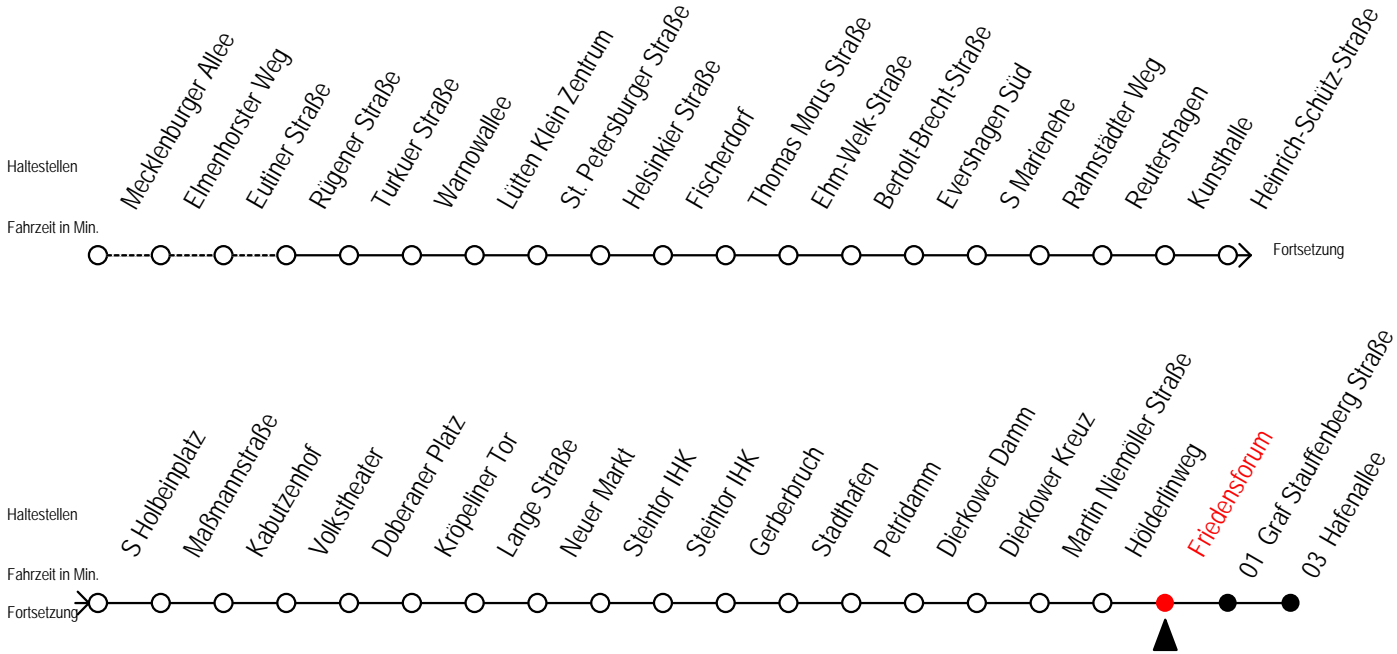 Haltestellen
Mecklenburger Allee
Elmenhorster Weg
Eutiner Straße
Rügener Straße
Turkuer Straße
Warnowallee
Lütten Klein Zentrum
St. Petersburger Straße
Helsinkier Straße
Fischerdorf
Thomas Morus Straße
Ehm-Welk-Straße
Bertolt-Brecht-Straße
Evershagen Süd
S Marienehe
Rahnstädter Weg
Reutershagen
Kunsthalle
Heinrich-Schütz-Straße
Fahrzeit in Min.
Fortsetzung
Haltestellen
S Holbeinplatz
Maßmannstraße
Kabutzenhof
Volkstheater
Doberaner Platz
Kröpeliner Tor
Lange Straße
Neuer Markt
Steintor IHK
Steintor IHK
Gerberbruch
Stadthafen
Petridamm
Dierkower Damm
Dierkower Kreuz
Martin Niemöller Straße
Hölderlinweg
Friedensforum
01 Graf Stauffenberg Straße
03 Hafenallee
Fahrzeit in Min.
Fortsetzung